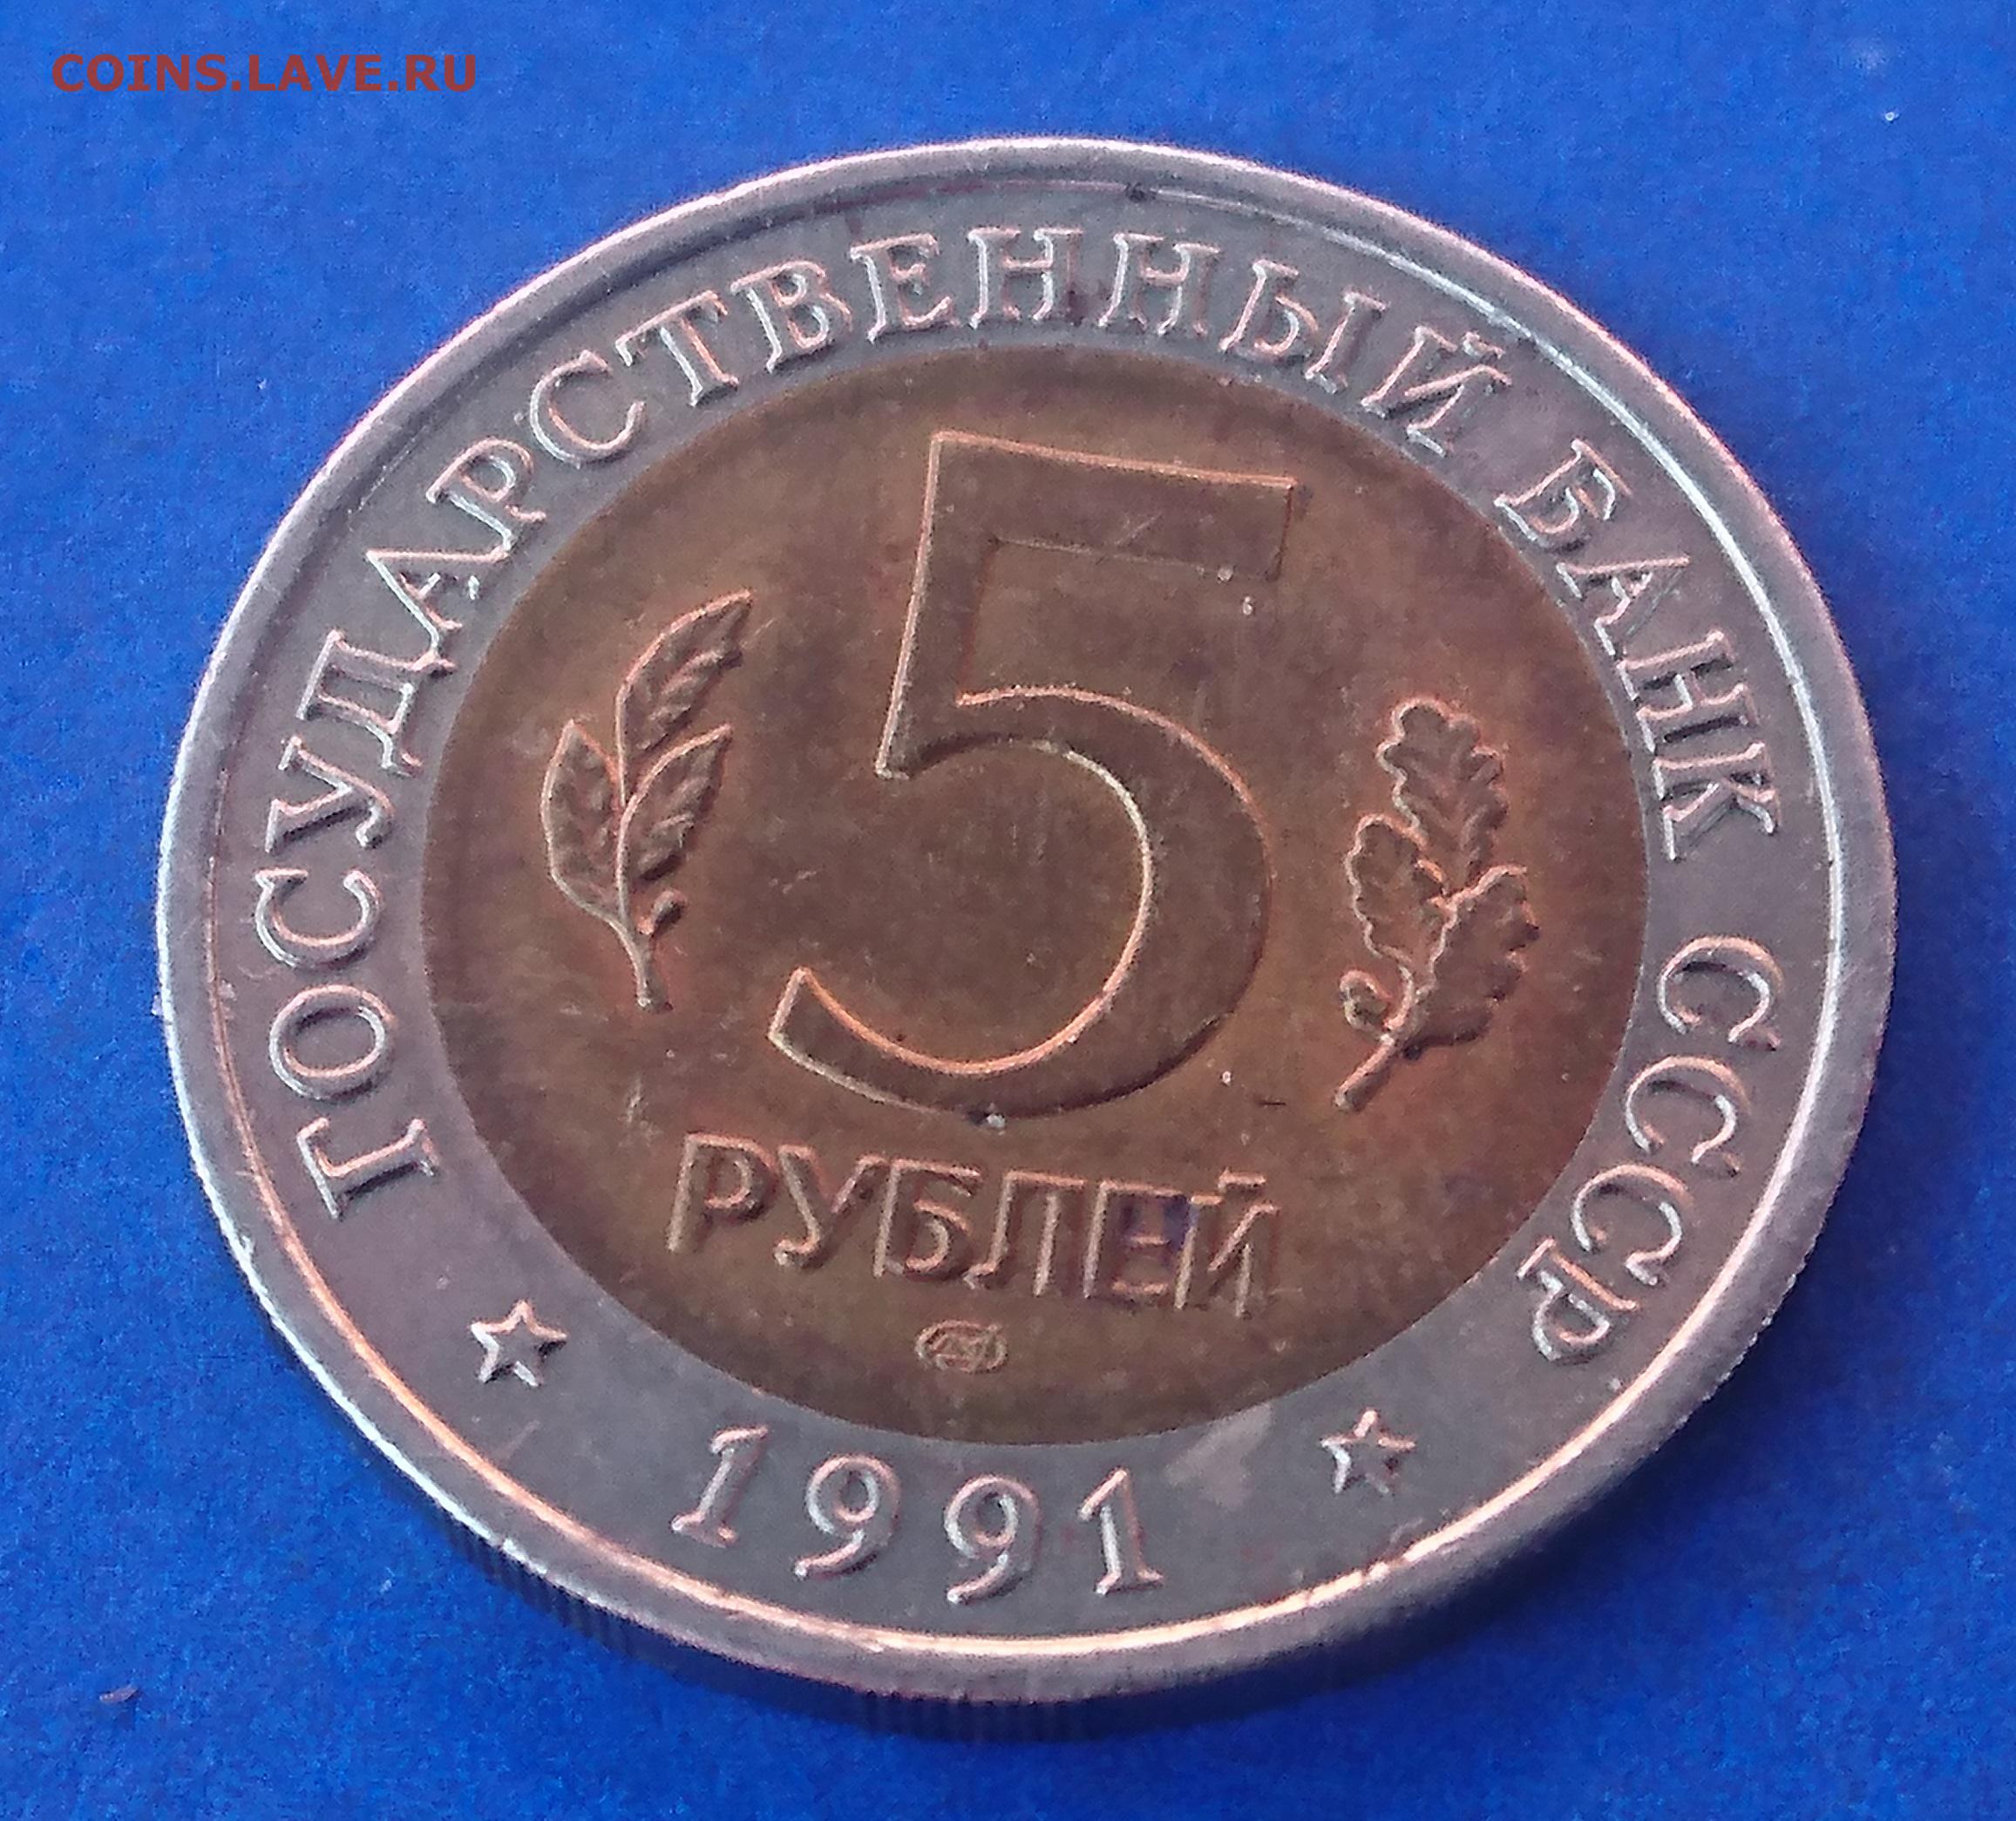 COINS.LAVE.RU
ГОСУДАРСТВЕННЫЙ БАНК СССР
5
РУБЛЕЙ
ЛМД
1991